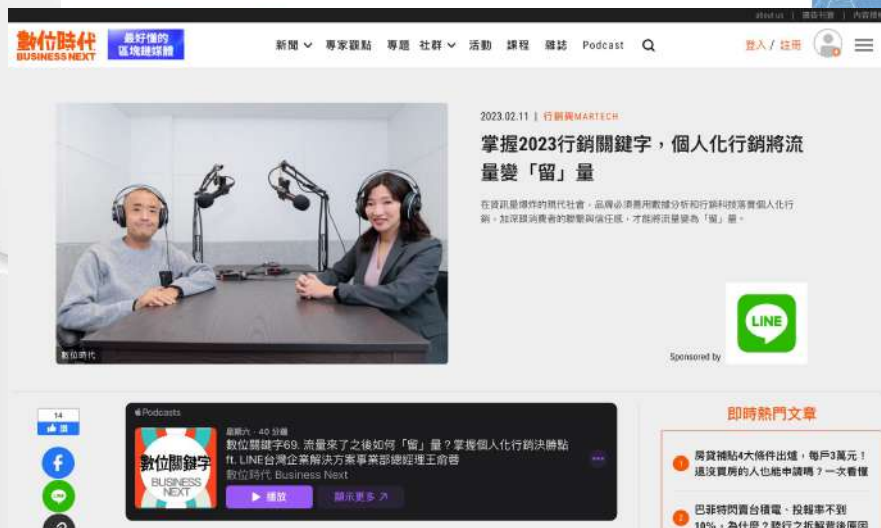 about us | 廣告刊登 | 內容授權
數位時代
BUSINESS NEXT
最好懂的
區塊鏈媒體
新聞 專家觀點 專題 社群 活動 課程 雜誌 Podcast
登入 / 註冊
2023.02.11 | 行銷與MARTECH
掌握2023行銷關鍵字，個人化行銷將流
量變「留」量
在資訊量爆炸的現代社會，品牌必須善用數據分析和行銷科技落實個人化行
銷，加深跟消費者的聯繫與信任感，才能將流量變為「留」量。
數位時代
LINE
Sponsored by
14
讚
Podcasts
數位關鍵字
BUSINESS
NEXT
星期六 · 40 分鐘
數位關鍵字69. 流量來了之後如何「留」量？掌握個人化行銷決勝點
ft. LINE台灣企業解決方案事業部總經理王俞蓉
數位時代 Business Next
播放
顯示更多
LINE
即時熱門文章
1
房貸補貼4大條件出爐，每戶3萬元！
這沒買房的人也能申請嗎？一次看懂
2
巴菲特閃賣台積電、投報率不到
10%，為什麼？